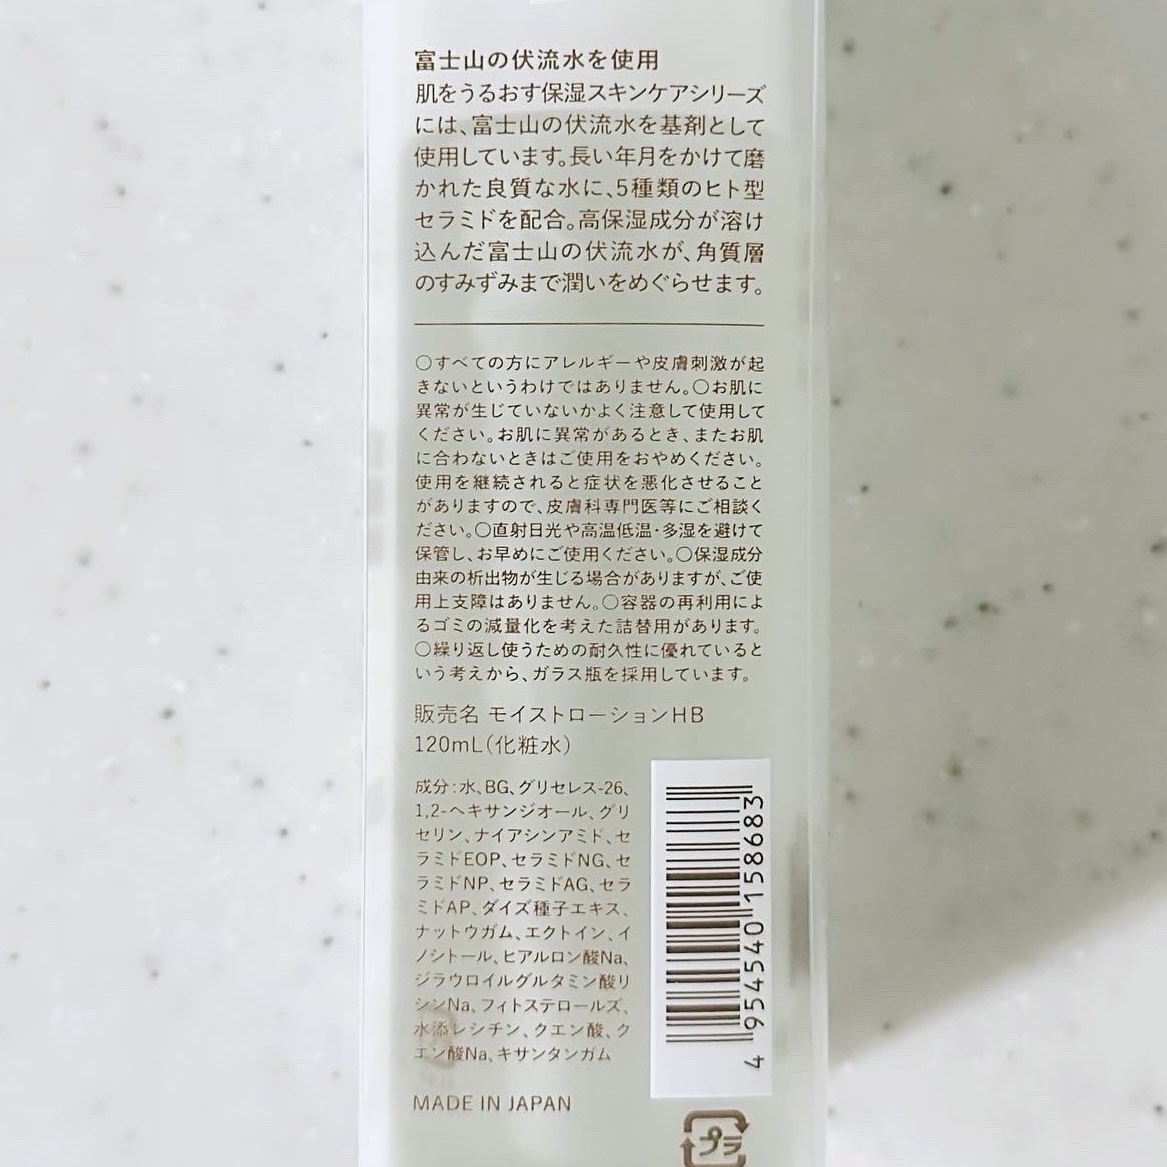 富士山の伏流水を使用
肌をうるおす保湿スキンケアシリーズ
には、富士山の伏流水を基剤として
使用しています。長い年月をかけて磨
かれた良質な水に、5種類のヒト型
セラミドを配合。高保湿成分が溶け
込んだ富士山の伏流水が、角質層
のすみずみまで潤いをめぐらせます。
○すべての方にアレルギーや皮膚刺激が起
きないというわけではありません。○お肌に
異常が生じていないかよく注意して使用して
ください。お肌に異常があるとき、またお肌
に合わないときはご使用をおやめください。
使用を継続されると症状を悪化させること
がありますので、皮膚科専門医等にご相談く
ださい。○直射日光や高温低温・多湿を避けて
保管し、お早めにご使用ください。○保湿成分
由来の析出物が生じる場合がありますが、ご使
用上支障はありません。○容器の再利用によ
るゴミの減量化を考えた詰替用があります。
○繰り返し使うための耐久性に優れていると
いう考えから、ガラス瓶を採用しています。
販売名 モイストローションHB
120mL(化粧水)
成分:水、BG、グリセレス-26、
1,2-ヘキサンジオール、グリ
セリン、ナイアシンアミド、セ
ラミドEOP、セラミドNG、セ
ラミドNP、セラミドAG、セラ
ミドAP、ダイズ種子エキス、
ナットウガム、エクトイン、イ
ノシトール、ヒアルロン酸Na、
ジラウロイルグルタミン酸リ
シンNa、フィトステロールズ、
水添レシチン、クエン酸、ク
エン酸Na、キサンタンガム
MADE IN JAPAN
4 954540 158683
プラ